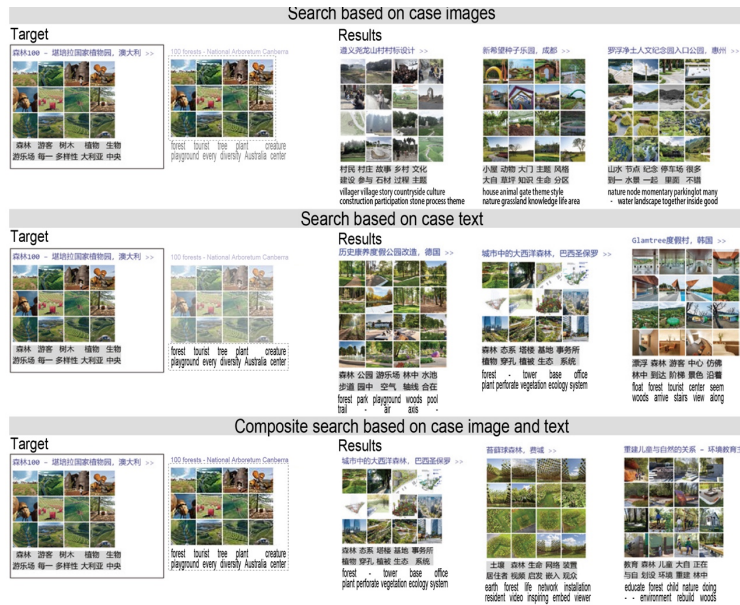 Search based on case images
Target
森林100 - 堪培拉国家植物园, 澳大利 >>
森林 游客 树木 植物 生物
游乐场 每一 多样性 大利亚 中央
100 forests - National Arboretum Canberra
forest tourist tree plant creature
playground every diversity Australia center
Results
遵义尧龙山村村标设计 >>
村民 村庄 故事 乡村 文化
建设 参与 石材 过程 主题
villager village story countryside culture
construction participation stone process theme
新希望种子乐园, 成都 >>
小屋 动物 大门 主题 风格
大自 草坪 知识 生命 分区
house animal gate theme style
nature grassland knowledge life area
罗浮净土人文纪念园入口公园, 惠州 >>
山水 节点 纪念 停车场 很多
到一 水景 一起 里面 不错
nature node momentary parkinglot many
- water landscape together inside good
Search based on case text
Target
森林100 - 堪培拉国家植物园, 澳大利 >>
森林 游客 树木 植物 生物
游乐场 每一 多样性 大利亚 中央
100 forests - National Arboretum Canberra
forest tourist tree plant creature
playground every diversity Australia center
Results
历史康养度假公园改造, 德国 >>
森林 公园 游乐场 林中 水池
步道 园中 空气 轴线 合在
forest park playground woods pool
trail - air axis -
城市中的大西洋森林, 巴西圣保罗 >>
森林 态系 塔楼 基地 事务所
植物 穿孔 植被 生态 系统
forest - tower base office
plant perforate vegetation ecology system
Glamtree度假村, 韩国 >>
漂浮 森林 游客 中心 仿佛
林中 到达 阶梯 景色 沿着
float forest tourist center seem
woods arrive stairs view along
Composite search based on case image and text
Target
森林100 - 堪培拉国家植物园, 澳大利 >>
森林 游客 树木 植物 生物
游乐场 每一 多样性 大利亚 中央
100 forests - National Arboretum Canberra
forest tourist tree plant creature
playground every diversity Australia center
Results
城市中的大西洋森林, 巴西圣保罗 >>
森林 态系 塔楼 基地 事务所
植物 穿孔 植被 生态 系统
forest - tower base office
plant perforate vegetation ecology system
苔藓球森林, 费城 >>
土壤 森林 生命 网络 装置
居住者 视频 启发 嵌入 观众
earth forest life network installation
resident video inspiring embed viewer
重建儿童与自然的关系 - 环境教育主
教育 森林 儿童 大自 正在
与自 划设 环境 重建 林中
educate forest child nature doing
- - environment rebuild woods